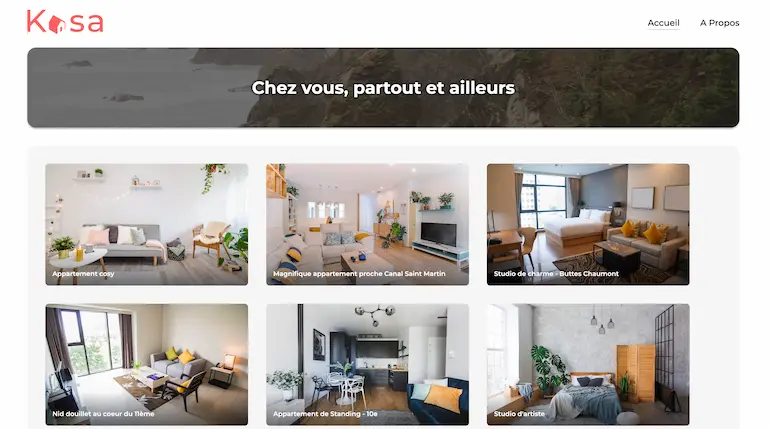 Kasa
Accueil
A Propos
Chez vous, partout et ailleurs
Appartement cosy
Magnifique appartement proche Canal Saint Martin
Studio de charme - Buttes Chaumont
Nid douillet au coeur du 11ème
Appartement de Standing - 10e
Studio d'artiste